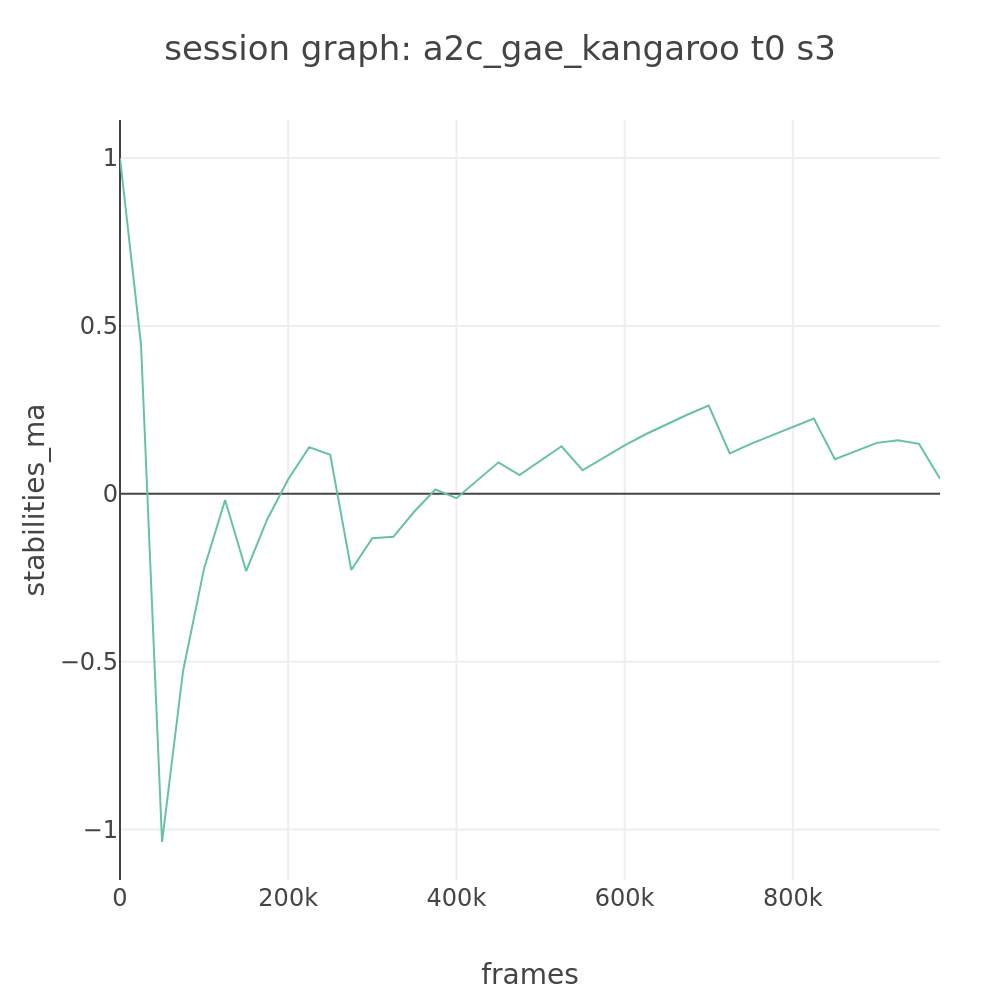 session graph: a2c_gae_kangaroo t0 s3
stabilities_ma
1
0.5
0
−0.5
−1
0
200k
400k
600k
800k
frames